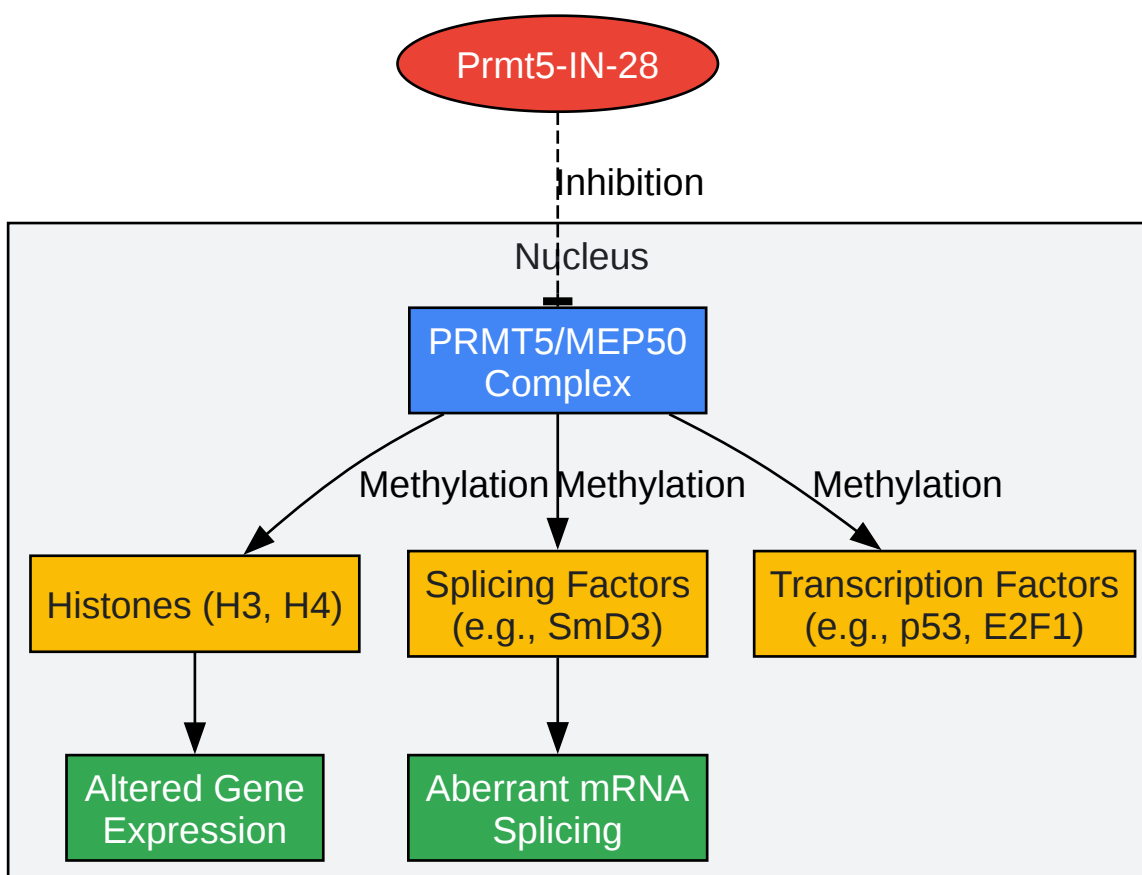 Prmt5-IN-28
Inhibition
Nucleus
PRMT5/MEP50
Complex
Methylation
Methylation
Methylation
Histones (H3, H4)
Splicing Factors
(e.g., SmD3)
Transcription Factors
(e.g., p53, E2F1)
Altered Gene
Expression
Aberrant mRNA
Splicing